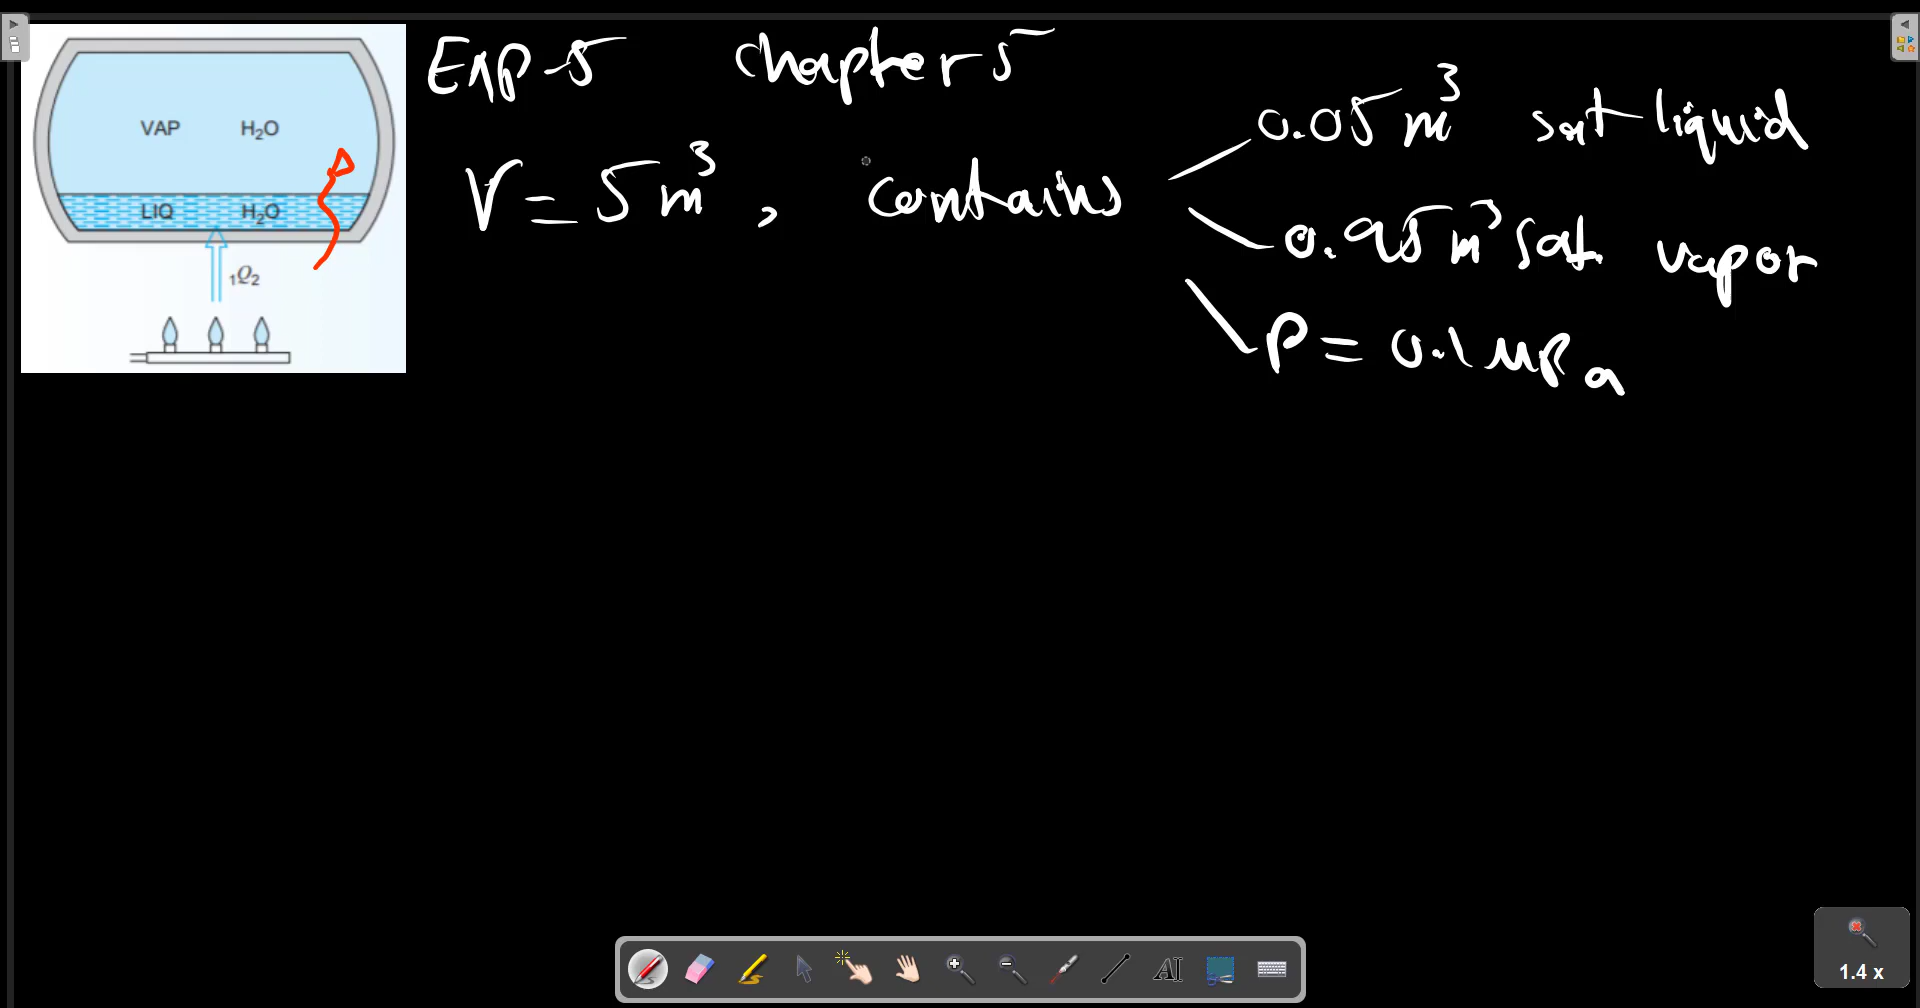 Exp-5 chapter 5
0.05 m³ sat liquid
V = 5 m³, contains
0.95 m³ sat. vapor
P = 0.1 MPa
VAP H₂O
LIQ H₂O
₁Q₂
AI
1.4 x